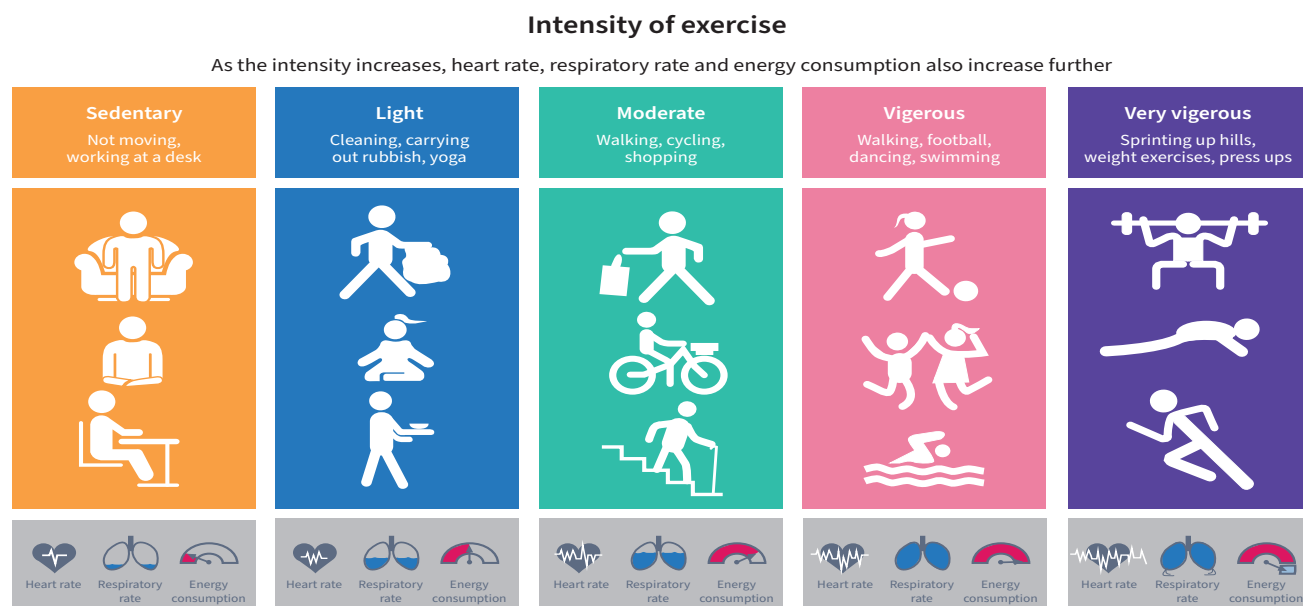 Intensity of exercise
As the intensity increases, heart rate, respiratory rate and energy consumption also increase further
Sedentary
Not moving,
working at a desk
Light
Cleaning, carrying
out rubbish, yoga
Moderate
Walking, cycling,
shopping
Vigerous
Walking, football,
dancing, swimming
Very vigerous
Sprinting up hills,
weight exercises, press ups
Heart rate
Respiratory
rate
Energy
consumption
Heart rate
Respiratory
rate
Energy
consumption
Heart rate
Respiratory
rate
Energy
consumption
Heart rate
Respiratory
rate
Energy
consumption
Heart rate
Respiratory
rate
Energy
consumption